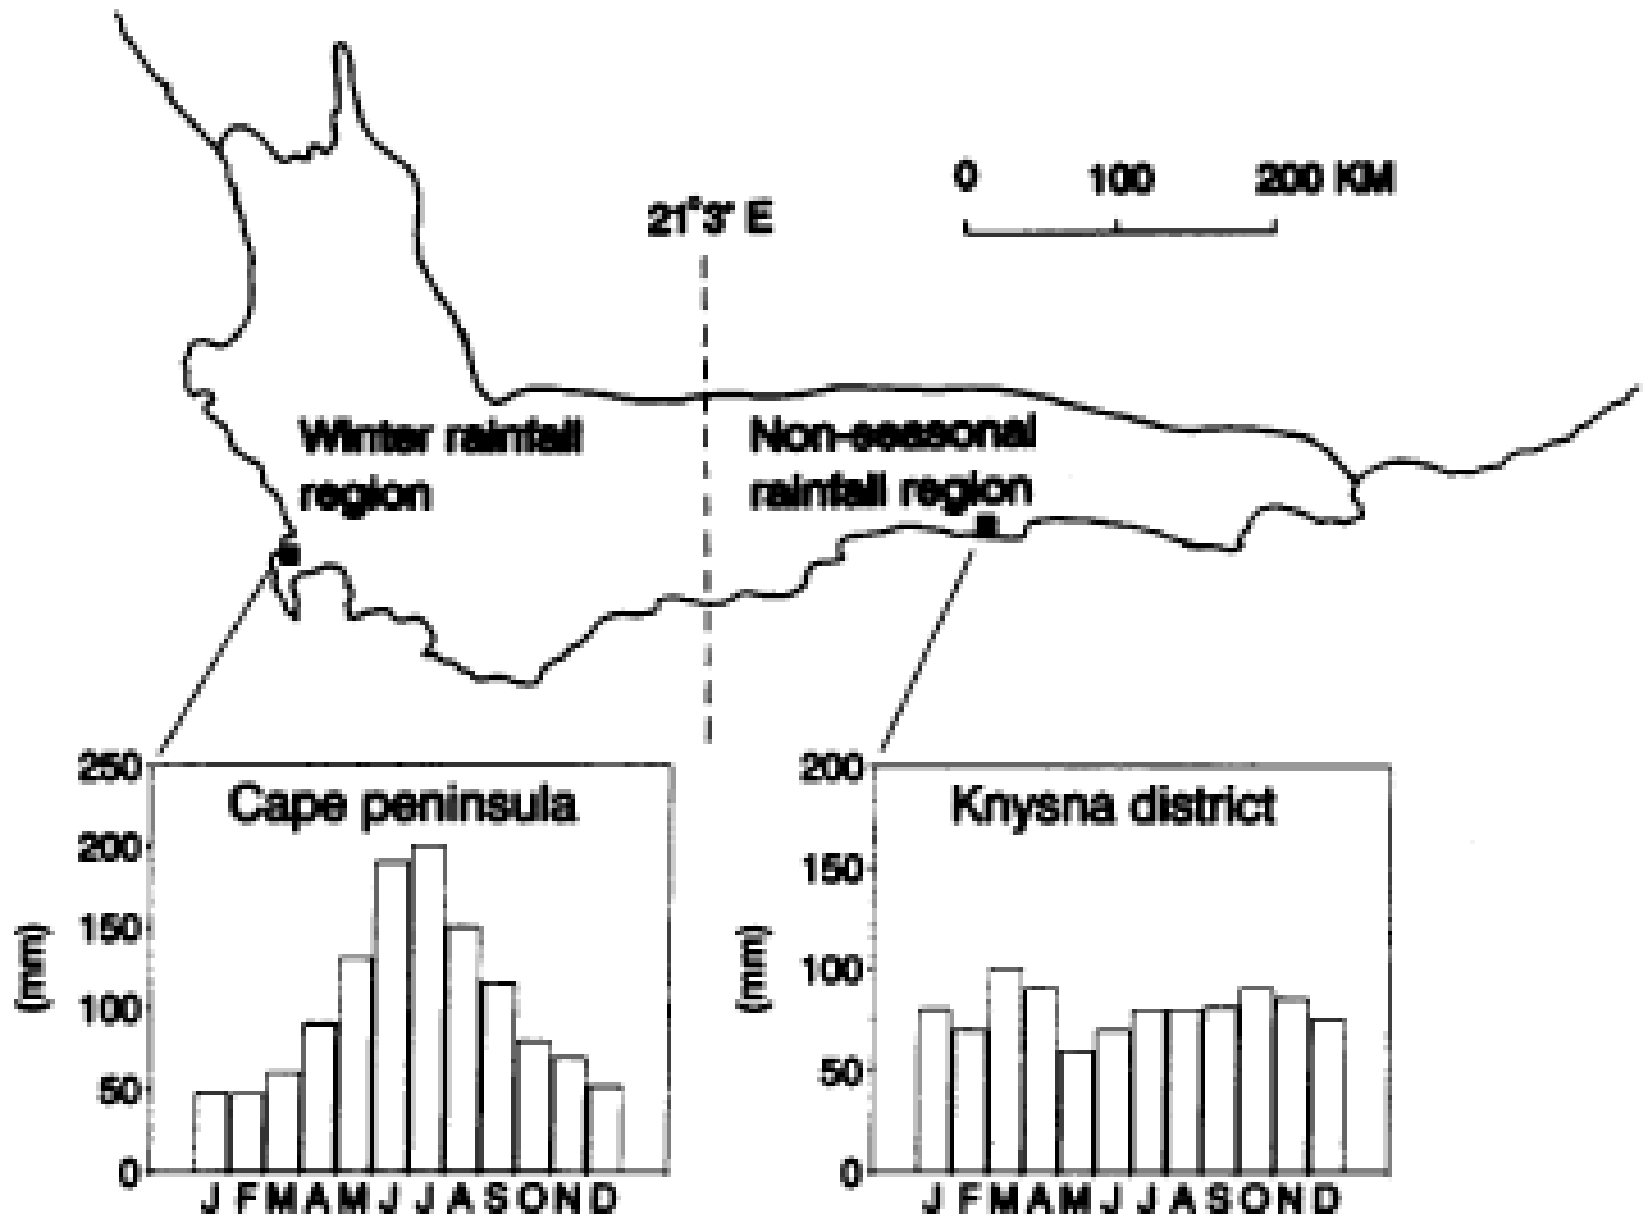 0 100 200 KM
21°3' E
Winter rainfall
region
Non-seasonal
rainfall region
Cape peninsula
250
200
150
100
50
0
(mm)
J F M A M J J A S O N D
Knysna district
200
150
100
50
0
(mm)
J F M A M J J A S O N D